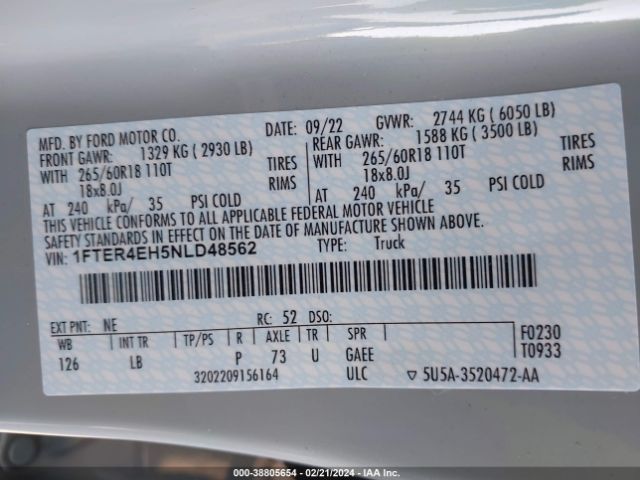 MFD. BY FORD MOTOR CO. DATE: 09/22 GVWR: 2744 KG ( 6050 LB)
FRONT GAWR: 1329 KG ( 2930 LB) REAR GAWR: 1588 KG ( 3500 LB)
WITH 265/60R18 110T TIRES WITH 265/60R18 110T TIRES
18x8.0J RIMS 18x8.0J RIMS
AT 240 kPa/ 35 PSI COLD AT 240 kPa/ 35 PSI COLD
THIS VEHICLE CONFORMS TO ALL APPLICABLE FEDERAL MOTOR VEHICLE
SAFETY STANDARDS IN EFFECT ON THE DATE OF MANUFACTURE SHOWN ABOVE.
VIN: 1FTER4EH5NLD48562 TYPE: Truck
EXT PNT: NE RC: 52 DSO:
WB INT TR TP/PS R AXLE TR SPR F0230
126 LB P 73 U GAEE T0933
3202209156164 ULC ▽ 5U5A-3520472-AA
000-38805654 - 02/21/2024 - IAA Inc.